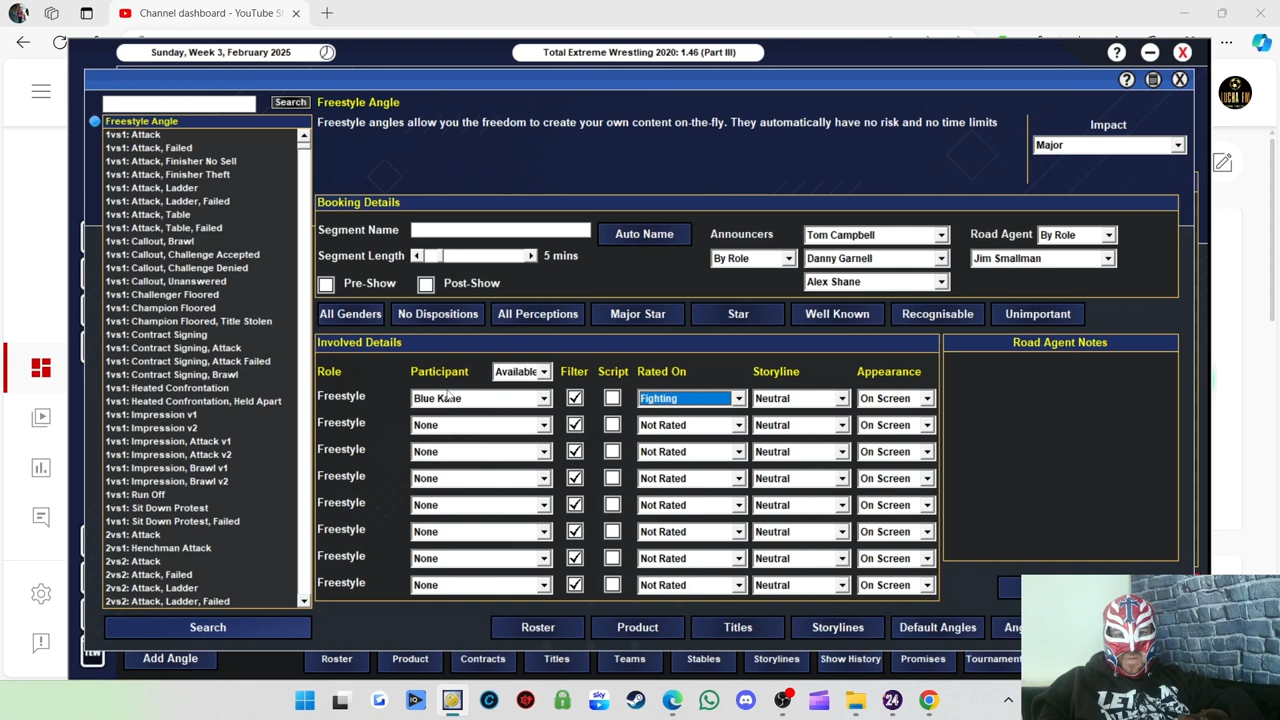 Channel dashboard - YouTube S
Sunday, Week 3, February 2025
Total Extreme Wrestling 2020: 1.46 (Part III)
Search
Freestyle Angle
Freestyle angles allow you the freedom to create your own content on-the-fly. They automatically have no risk and no time limits
Impact
Major
LUCHA FM
Freestyle Angle
1vs1: Attack
1vs1: Attack, Failed
1vs1: Attack, Finisher No Sell
1vs1: Attack, Finisher Theft
1vs1: Attack, Ladder
1vs1: Attack, Ladder, Failed
1vs1: Attack, Table
1vs1: Attack, Table, Failed
1vs1: Callout, Brawl
1vs1: Callout, Challenge Accepted
1vs1: Callout, Challenge Denied
1vs1: Callout, Unanswered
1vs1: Challenger Floored
1vs1: Champion Floored
1vs1: Champion Floored, Title Stolen
1vs1: Contract Signing
1vs1: Contract Signing, Attack
1vs1: Contract Signing, Attack Failed
1vs1: Contract Signing, Brawl
1vs1: Heated Confrontation
1vs1: Heated Confrontation, Held Apart
1vs1: Impression v1
1vs1: Impression v2
1vs1: Impression, Attack v1
1vs1: Impression, Attack v2
1vs1: Impression, Brawl v1
1vs1: Impression, Brawl v2
1vs1: Run Off
1vs1: Sit Down Protest
1vs1: Sit Down Protest, Failed
2vs1: Attack
2vs1: Henchman Attack
2vs2: Attack
2vs2: Attack, Failed
2vs2: Attack, Ladder
2vs2: Attack, Ladder, Failed
Search
Booking Details
Segment Name
Auto Name
Announcers
Tom Campbell
Road Agent
By Role
Segment Length
5 mins
By Role
Danny Garnell
Jim Smallman
Pre-Show
Post-Show
Alex Shane
All Genders
No Dispositions
All Perceptions
Major Star
Star
Well Known
Recognisable
Unimportant
Involved Details
Road Agent Notes
Role
Participant
Available
Filter
Script
Rated On
Storyline
Appearance
Freestyle
Blue Kane
Fighting
Neutral
On Screen
Freestyle
None
Not Rated
Neutral
On Screen
Freestyle
None
Not Rated
Neutral
On Screen
Freestyle
None
Not Rated
Neutral
On Screen
Freestyle
None
Not Rated
Neutral
On Screen
Freestyle
None
Not Rated
Neutral
On Screen
Freestyle
None
Not Rated
Neutral
On Screen
Freestyle
None
Not Rated
Neutral
On Screen
Roster
Product
Titles
Storylines
Default Angles
Add Angle
Roster
Product
Contracts
Titles
Teams
Stables
Storylines
Show History
Promises
sky
24